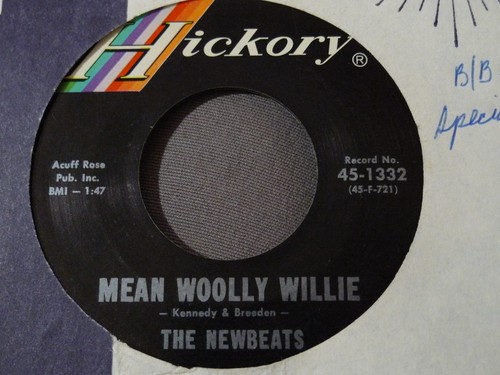 Hickory®
B/B
Acuff Rose
Pub. Inc.
BMI — 1:47
Record No.
45-1332
(45-F-721)
MEAN WOOLLY WILLIE
— Kennedy & Breeden —
THE NEWBEATS